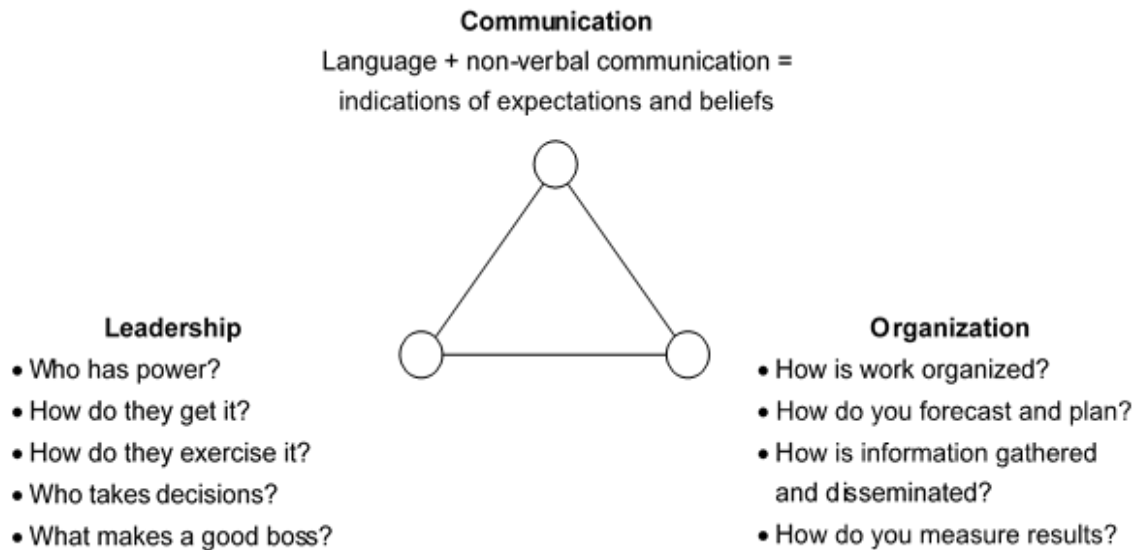 Communication
Language + non-verbal communication =
indications of expectations and beliefs
Leadership
• Who has power?
• How do they get it?
• How do they exercise it?
• Who takes decisions?
• What makes a good boss?
Organization
• How is work organized?
• How do you forecast and plan?
• How is information gathered
and disseminated?
• How do you measure results?